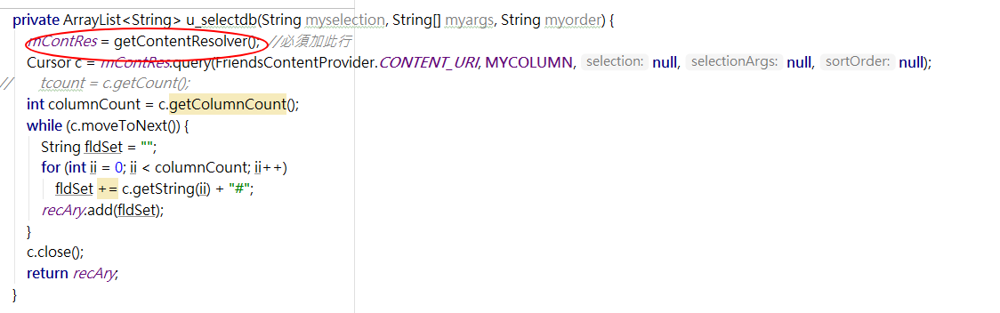 private ArrayList<String> u_selectdb(String myselection, String[] myargs, String myorder) {
mContRes = getContentResolver(); //必須加此行
Cursor c = mContRes.query(FriendsContentProvider.CONTENT_URI, MYCOLUMN, selection: null, selectionArgs: null, sortOrder: null);
// tcount = c.getCount();
int columnCount = c.getColumnCount();
while (c.moveToNext()) {
String fldSet = "";
for (int ii = 0; ii < columnCount; ii++)
fldSet += c.getString(ii) + "#";
recAry.add(fldSet);
}
c.close();
return recAry;
}